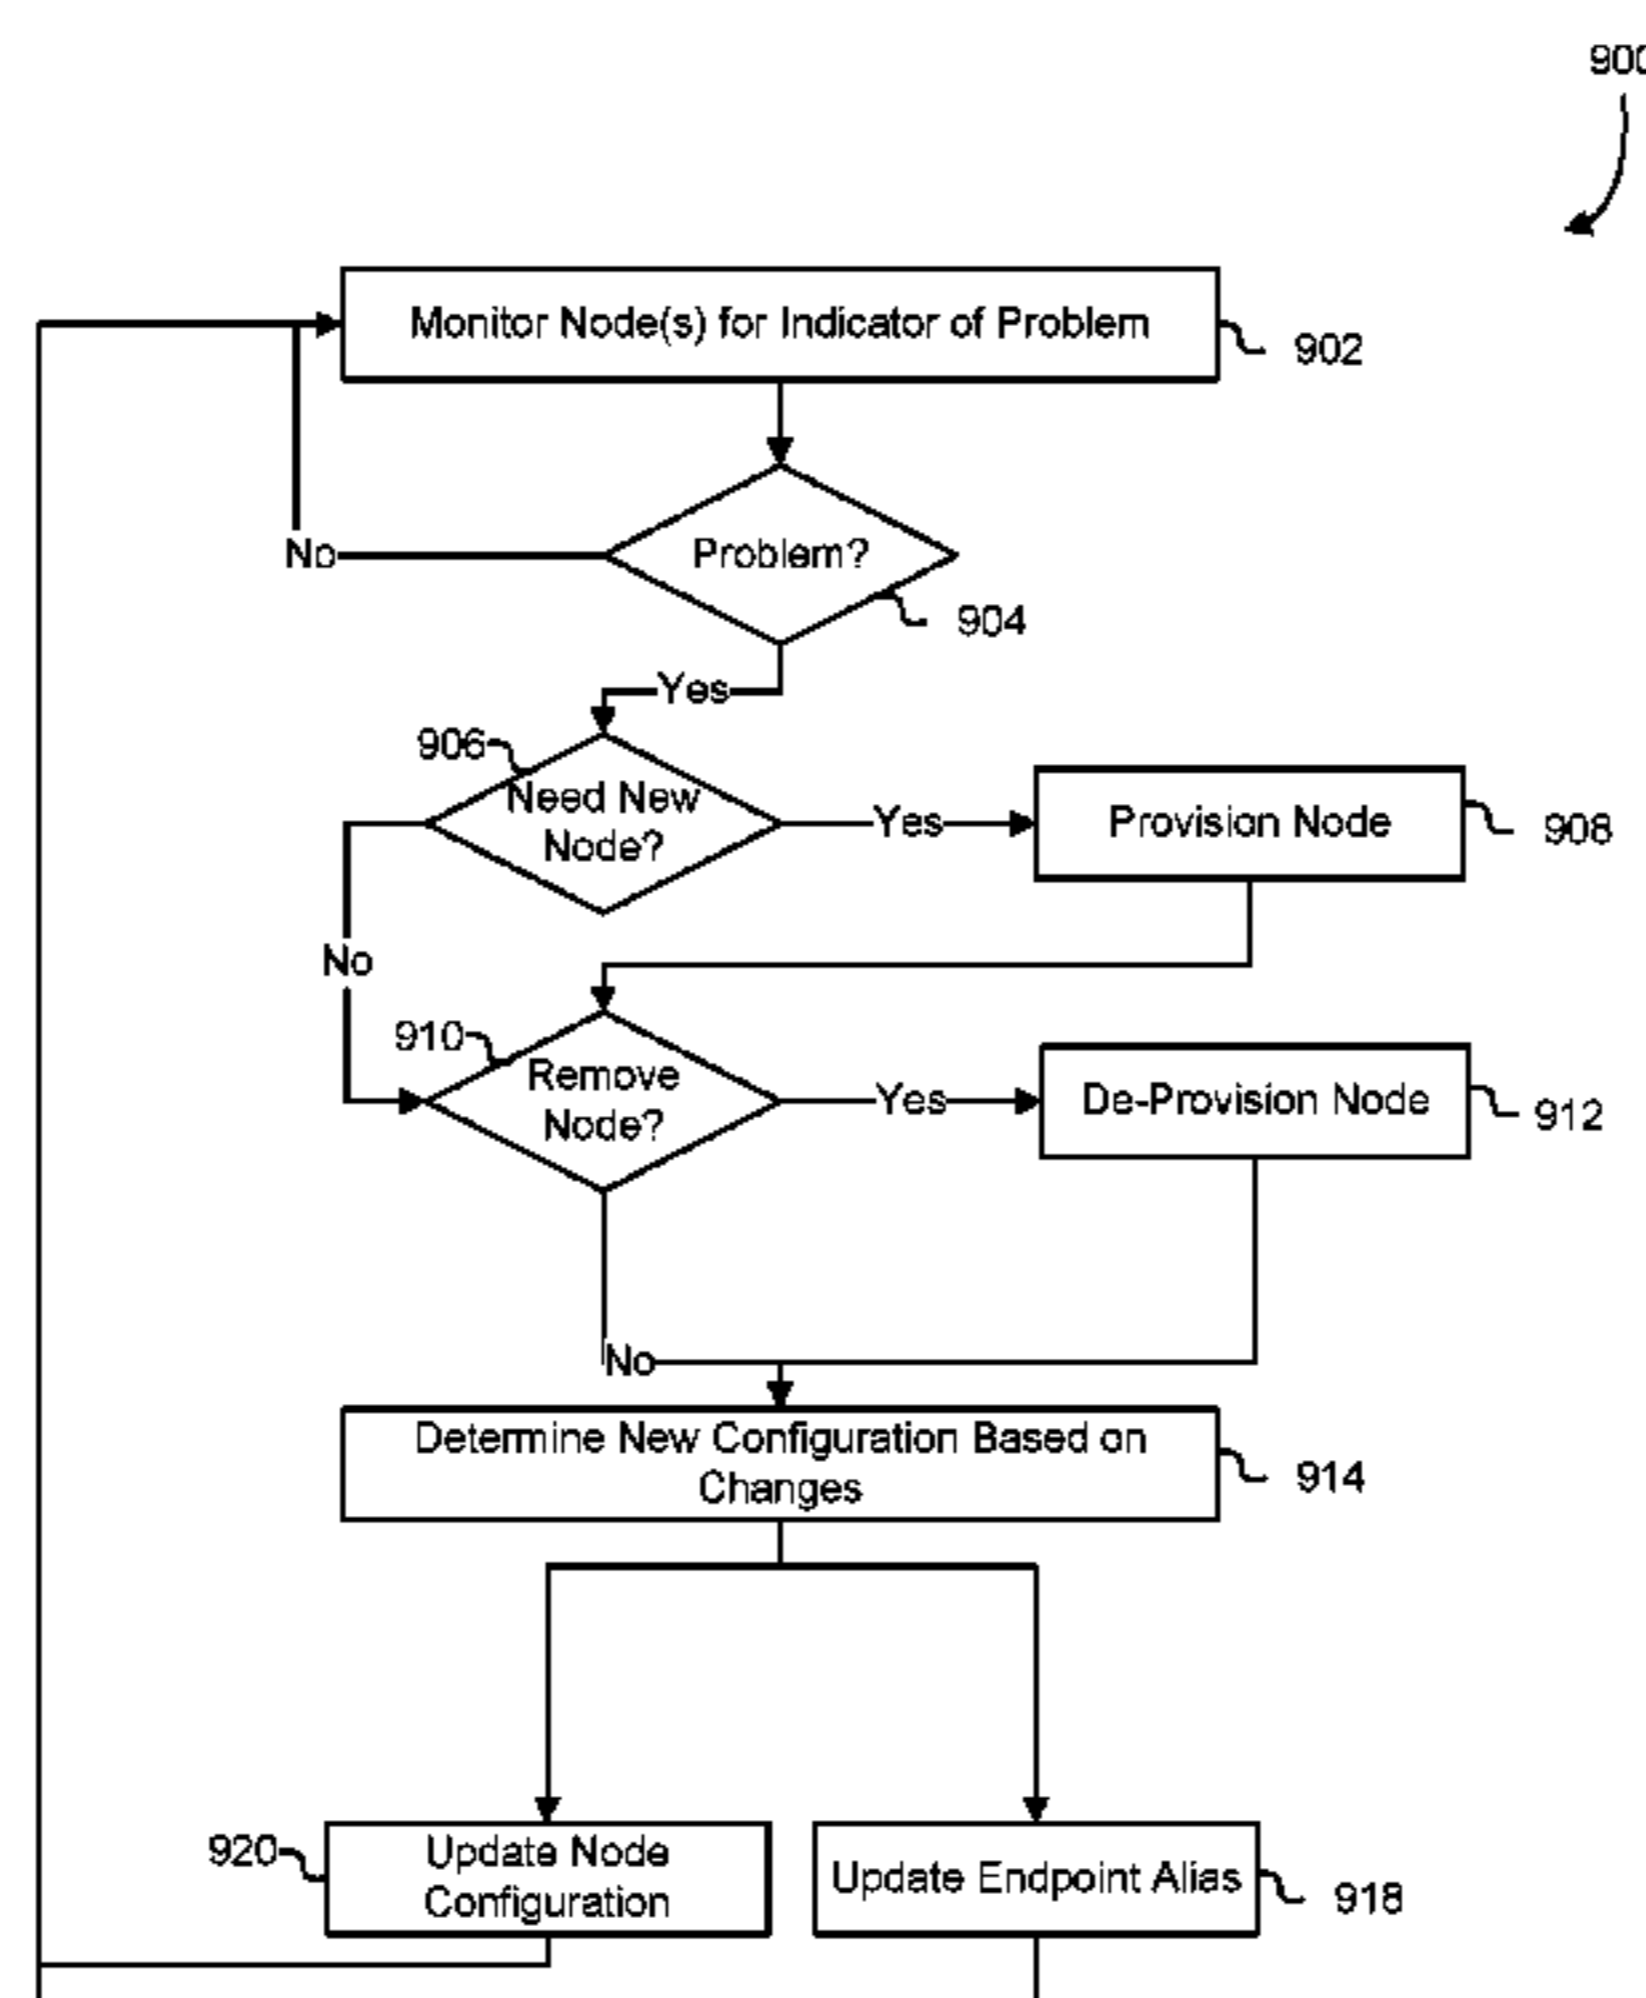 900
Monitor Node(s) for Indicator of Problem
902
Problem?
No
904
Yes
906
Need New
Node?
Yes
Provision Node
908
No
910
Remove
Node?
Yes
De-Provision Node
912
No
Determine New Configuration Based on
Changes
914
920
Update Node
Configuration
Update Endpoint Alias
918